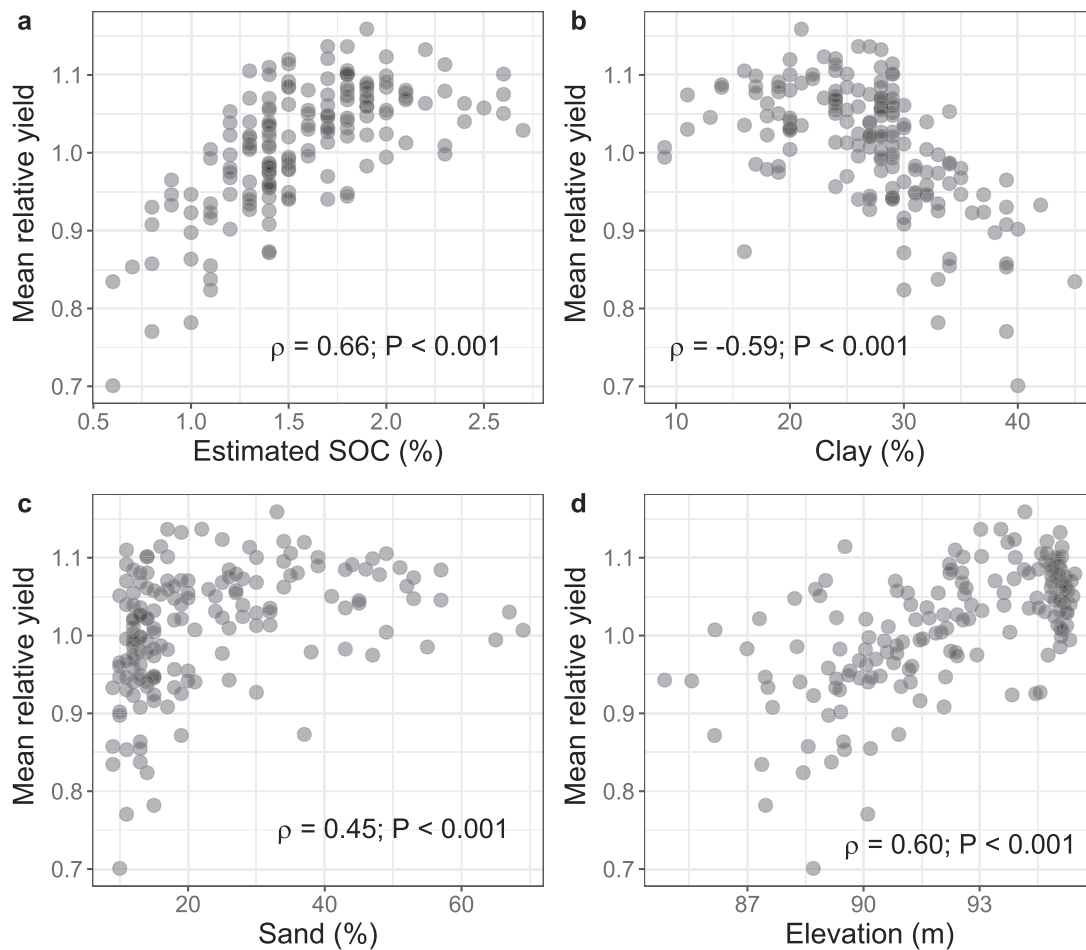 a
b
Mean relative yield
1.1
1.0
0.9
0.8
0.7
ρ = 0.66; P < 0.001
0.5 1.0 1.5 2.0 2.5
Estimated SOC (%)
Mean relative yield
1.1
1.0
0.9
0.8
0.7
ρ = -0.59; P < 0.001
10 20 30 40
Clay (%)
c
d
Mean relative yield
1.1
1.0
0.9
0.8
0.7
ρ = 0.45; P < 0.001
20 40 60
Sand (%)
Mean relative yield
1.1
1.0
0.9
0.8
0.7
ρ = 0.60; P < 0.001
87 90 93
Elevation (m)